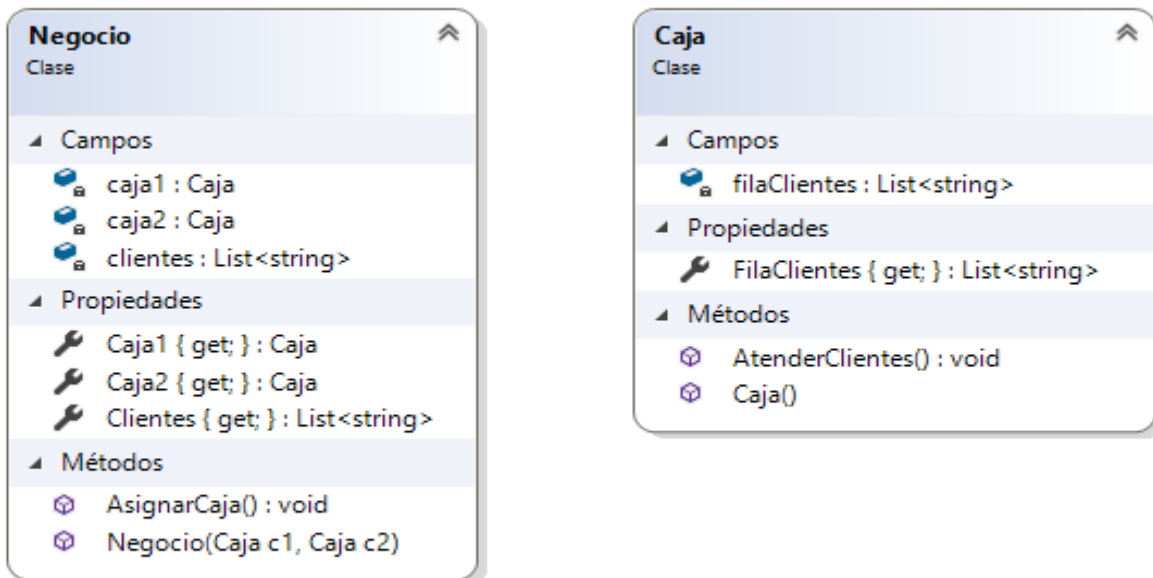 Negocio
Clase
Campos
caja1 : Caja
caja2 : Caja
clientes : List<string>
Propiedades
Caja1 { get; } : Caja
Caja2 { get; } : Caja
Clientes { get; } : List<string>
Métodos
AsignarCaja() : void
Negocio(Caja c1, Caja c2)
Caja
Clase
Campos
filaClientes : List<string>
Propiedades
FilaClientes { get; } : List<string>
Métodos
AtenderClientes() : void
Caja()